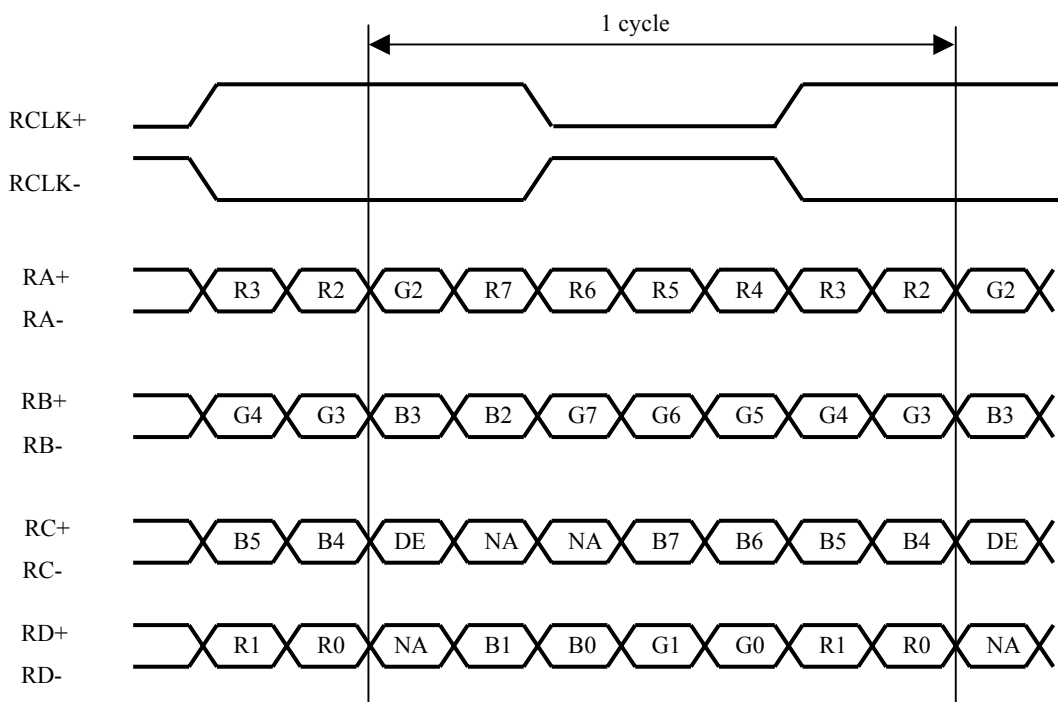 1 cycle
RCLK+
RCLK-
RA+ R3 R2 G2 R7 R6 R5 R4 R3 R2 G2
RA-
RB+ G4 G3 B3 B2 G7 G6 G5 G4 G3 B3
RB-
RC+ B5 B4 DE NA NA B7 B6 B5 B4 DE
RC-
RD+ R1 R0 NA B1 B0 G1 G0 R1 R0 NA
RD-